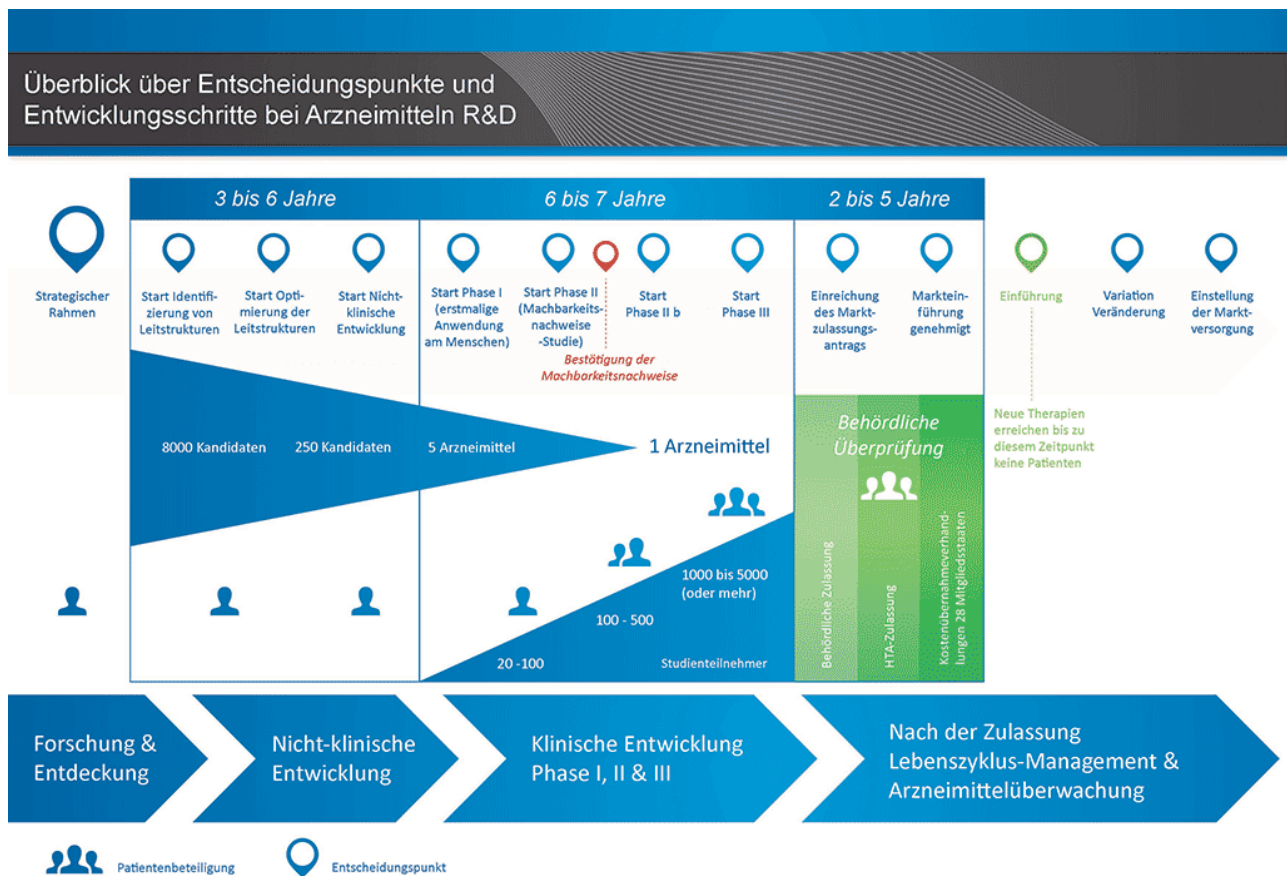 Überblick über Entscheidungspunkte und
Entwicklungsschritte bei Arzneimitteln R&D
3 bis 6 Jahre
6 bis 7 Jahre
2 bis 5 Jahre
Strategischer
Rahmen
Start Identifi-
zierung von
Leitstrukturen
Start Opti-
mierung der
Leitstrukturen
Start Nicht-
klinische
Entwicklung
Start Phase I
(erstmalige
Anwendung
am Menschen)
Start Phase II
(Machbarkeits-
nachweise
-Studie)
Bestätigung der
Machbarkeitsnachweise
Start
Phase II b
Start
Phase III
Einreichung
des Markt-
zulassungs-
antrags
Marktein-
führung
genehmigt
Einführung
Variation
Veränderung
Einstellung
der Markt-
versorgung
8000 Kandidaten
250 Kandidaten
5 Arzneimittel
1 Arzneimittel
Behördliche
Überprüfung
Neue Therapien
erreichen bis zu
diesem Zeitpunkt
keine Patienten
20 -100
100 - 500
1000 bis 5000
(oder mehr)
Studienteilnehmer
Behördliche Zulassung
HTA-Zulassung
Kostenübernahmeverhand-
lungen 28 Mitgliedsstaaten
Forschung &
Entdeckung
Nicht-klinische
Entwicklung
Klinische Entwicklung
Phase I, II & III
Nach der Zulassung
Lebenszyklus-Management &
Arzneimittelüberwachung
Patientenbeteiligung
Entscheidungspunkt